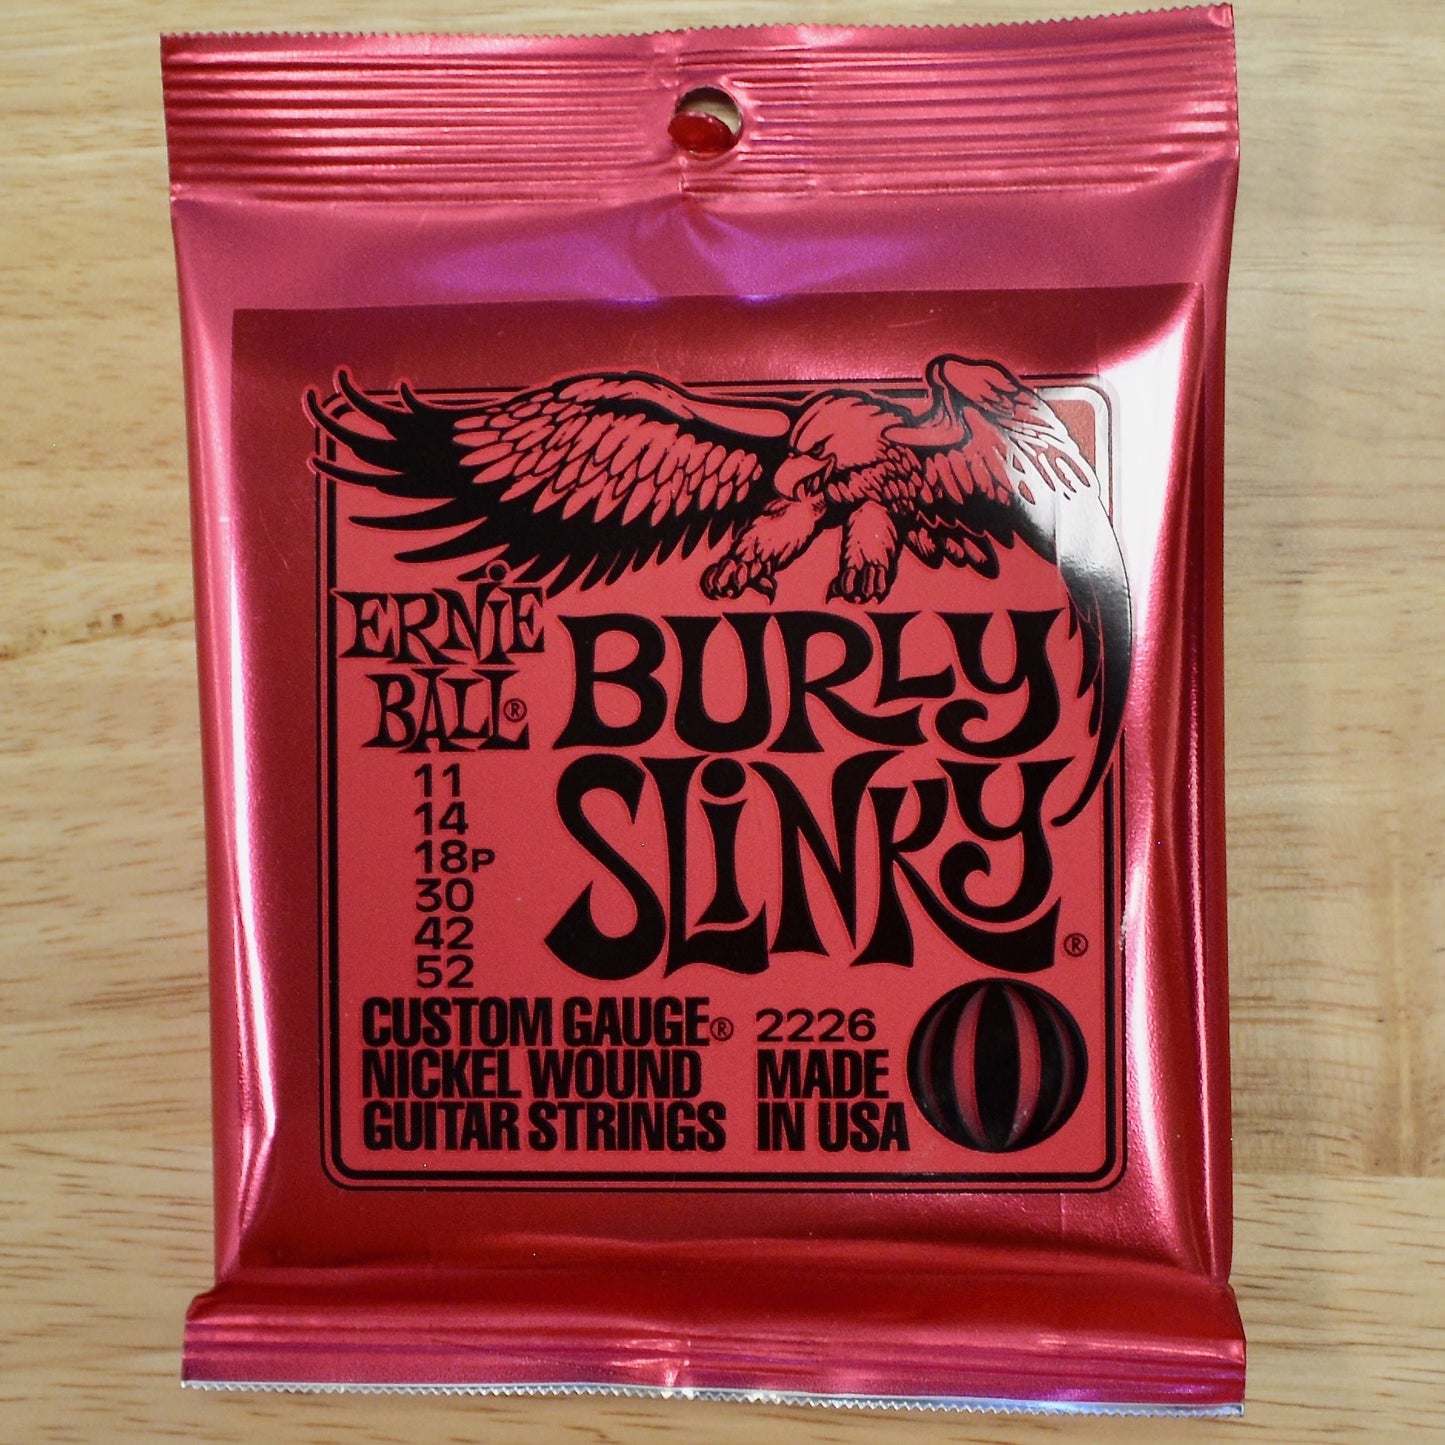 ERNiE
BALL®
BURLY
SLiNKY®
11
14
18P
30
42
52
CUSTOM GAUGE®
NICKEL WOUND
GUITAR STRINGS
2226
MADE
IN USA